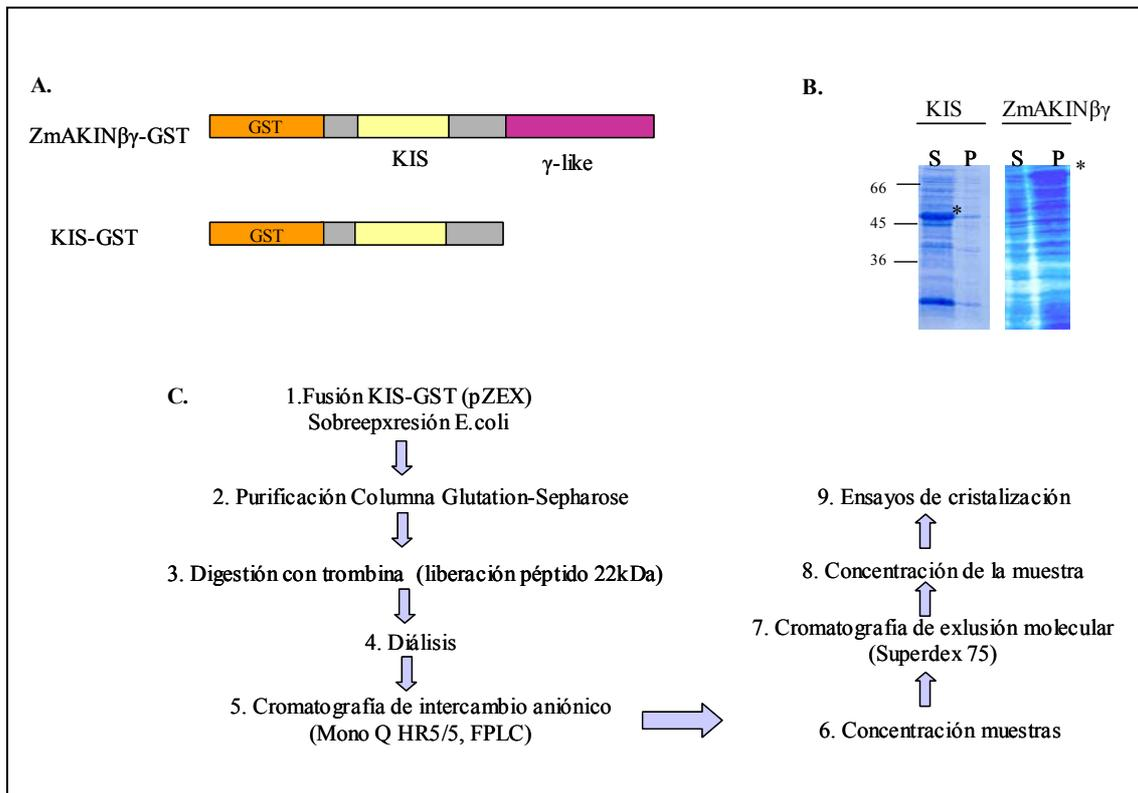 A.
ZmAKINβγ-GST
GST
KIS
γ-like
KIS-GST
GST
B.
KIS ZmAKINβγ
S P S P
*
*
66
45
36
C.
1.Fusión KIS-GST (pZEX)
Sobreepxresión E.coli
2. Purificación Columna Glutation-Sepharose
3. Digestión con trombina (liberación péptido 22kDa)
4. Diálisis
5. Cromatografía de intercambio aniónico
(Mono Q HR5/5, FPLC)
6. Concentración muestras
7. Cromatografia de exlusión molecular
(Superdex 75)
8. Concentración de la muestra
9. Ensayos de cristalización